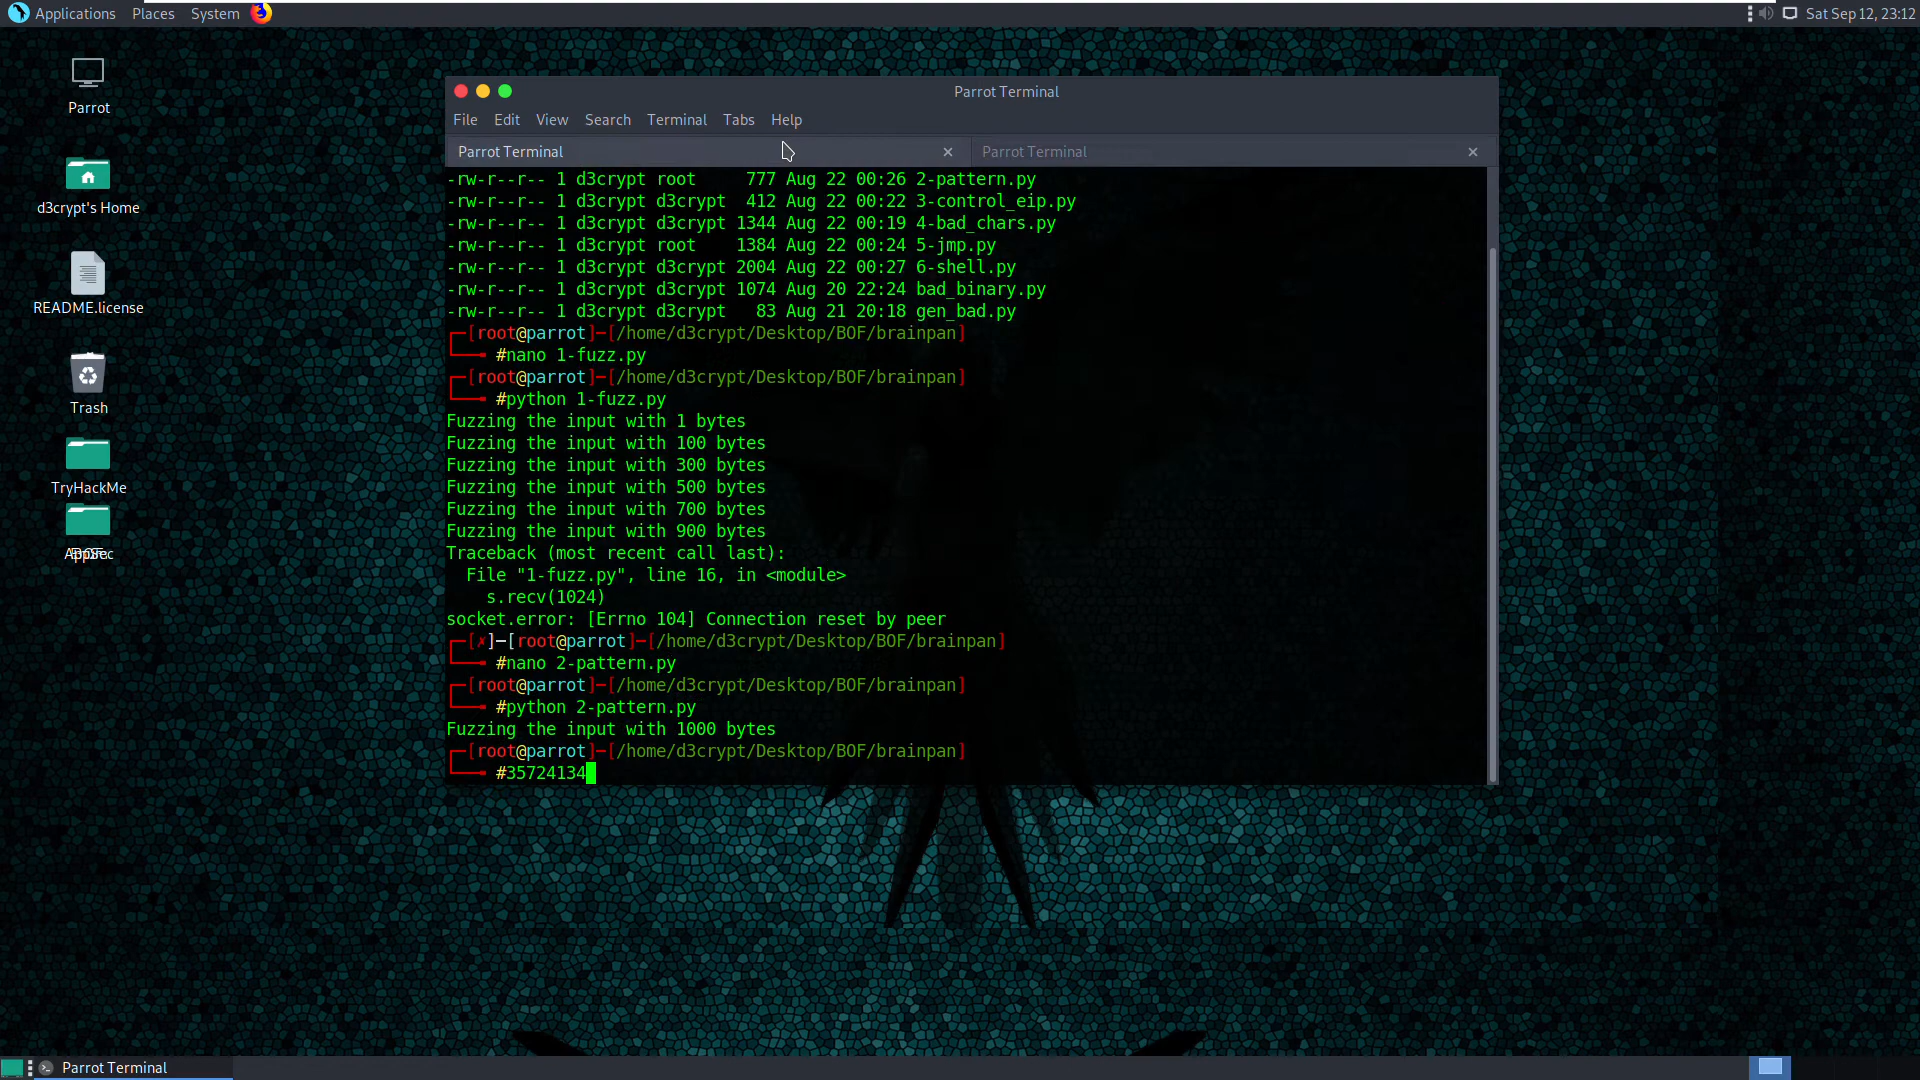 Applications Places System Sat Sep 12, 23:12
Parrot
d3crypt's Home
README.license
Trash
TryHackMe
Parrot Terminal
File Edit View Search Terminal Tabs Help
Parrot Terminal × Parrot Terminal ×
-rw-r--r-- 1 d3crypt root     777 Aug 22 00:26 2-pattern.py
-rw-r--r-- 1 d3crypt d3crypt  412 Aug 22 00:22 3-control_eip.py
-rw-r--r-- 1 d3crypt d3crypt 1344 Aug 22 00:19 4-bad_chars.py
-rw-r--r-- 1 d3crypt root    1384 Aug 22 00:24 5-jmp.py
-rw-r--r-- 1 d3crypt d3crypt 2004 Aug 22 00:27 6-shell.py
-rw-r--r-- 1 d3crypt d3crypt 1074 Aug 20 22:24 bad_binary.py
-rw-r--r-- 1 d3crypt d3crypt   83 Aug 21 20:18 gen_bad.py
┌─[root@parrot]─[/home/d3crypt/Desktop/BOF/brainpan]
└──╼ #nano 1-fuzz.py
┌─[root@parrot]─[/home/d3crypt/Desktop/BOF/brainpan]
└──╼ #python 1-fuzz.py
Fuzzing the input with 1 bytes
Fuzzing the input with 100 bytes
Fuzzing the input with 300 bytes
Fuzzing the input with 500 bytes
Fuzzing the input with 700 bytes
Fuzzing the input with 900 bytes
Traceback (most recent call last):
  File "1-fuzz.py", line 16, in <module>
    s.recv(1024)
socket.error: [Errno 104] Connection reset by peer
┌─[✗]─[root@parrot]─[/home/d3crypt/Desktop/BOF/brainpan]
└──╼ #nano 2-pattern.py
┌─[root@parrot]─[/home/d3crypt/Desktop/BOF/brainpan]
└──╼ #python 2-pattern.py
Fuzzing the input with 1000 bytes
┌─[root@parrot]─[/home/d3crypt/Desktop/BOF/brainpan]
└──╼ #35724134
Parrot Terminal